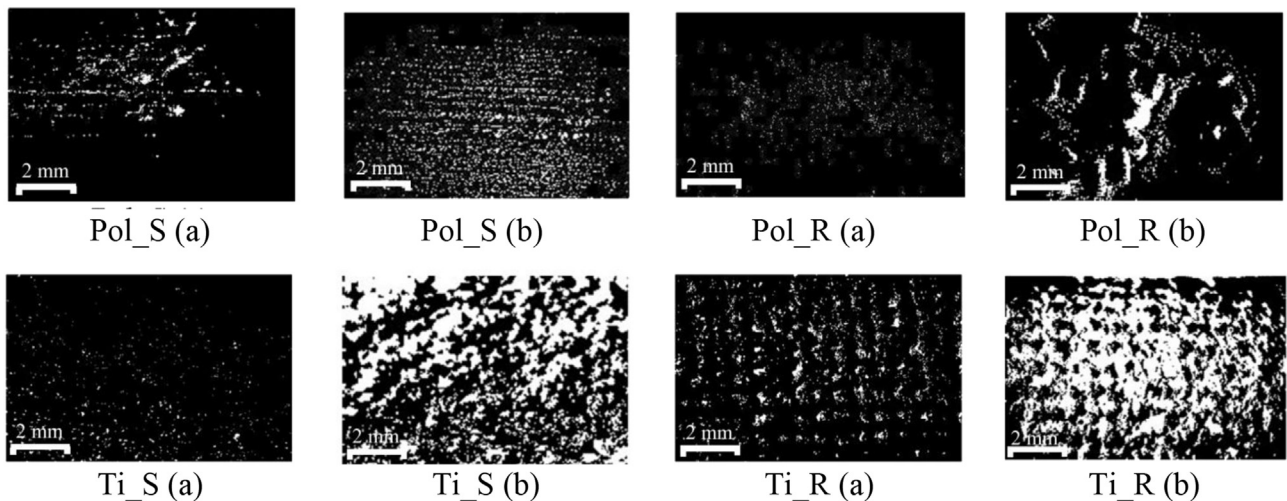 2 mm
2 mm
2 mm
2 mm
Pol_S (a)
Pol_S (b)
Pol_R (a)
Pol_R (b)
2 mm
2 mm
2 mm
2 mm
Ti_S (a)
Ti_S (b)
Ti_R (a)
Ti_R (b)